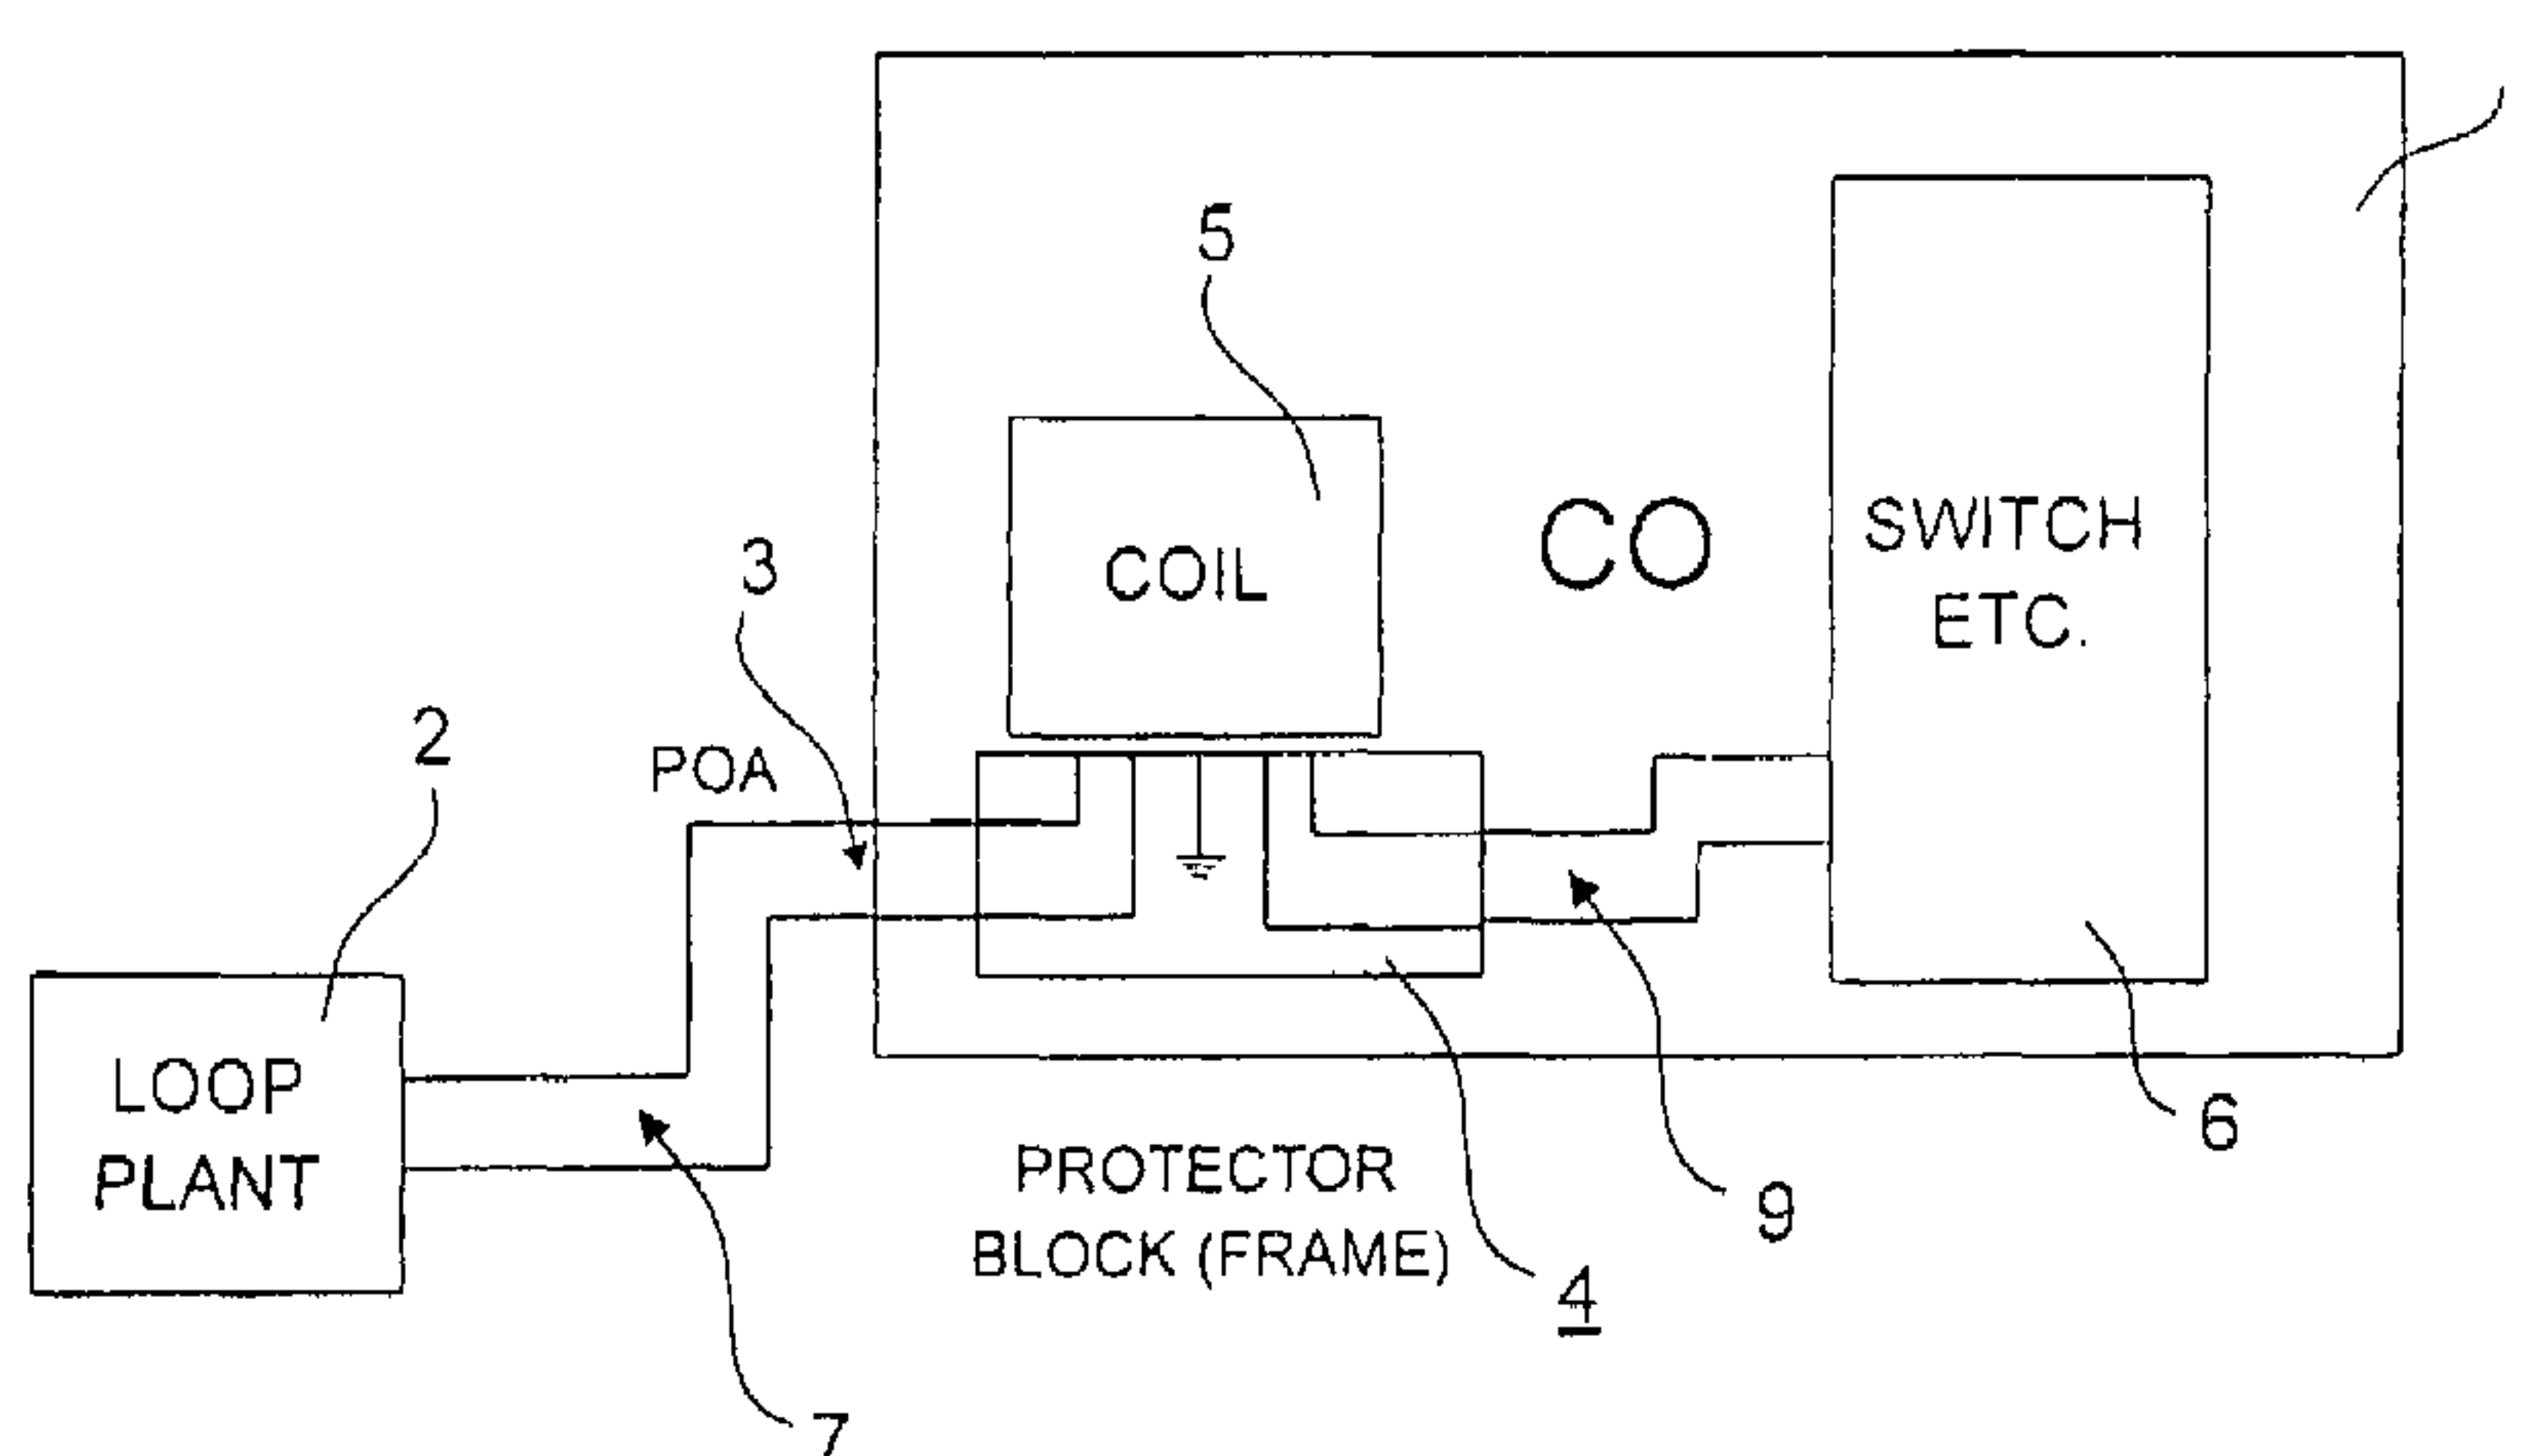 5
COIL
CO
SWITCH
ETC.
3
2
POA
LOOP
PLANT
PROTECTOR
BLOCK (FRAME)
4
9
6
7